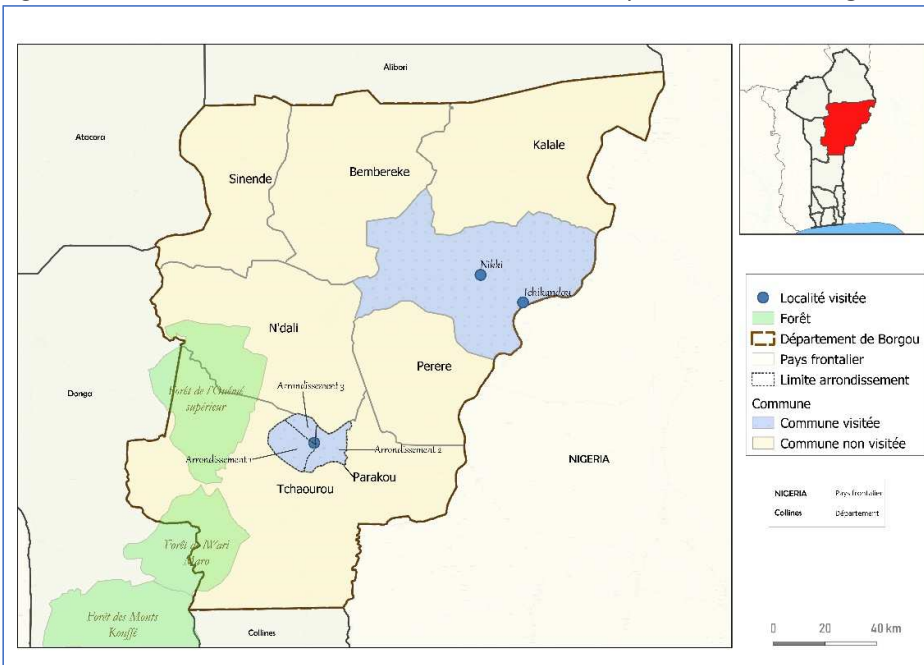 Alibori
Atacora
Kalale
Bembereke
Sinende
Nikki
Tchikandou
N'dali
Perere
Donga
Arrondissement 3
Forêt de l'Ouémé
supérieur
Arrondissement 1
Arrondissement 2
Parakou
Tchaourou
NIGERIA
Forêt de Wari
Maro
Forêt des Monts
Kouffé
Collines
Localité visitée
Forêt
Département de Borgou
Pays frontalier
Limite arrondissement
Commune
Commune visitée
Commune non visitée
NIGERIA Pays frontalier
Collines Département
0 20 40 km